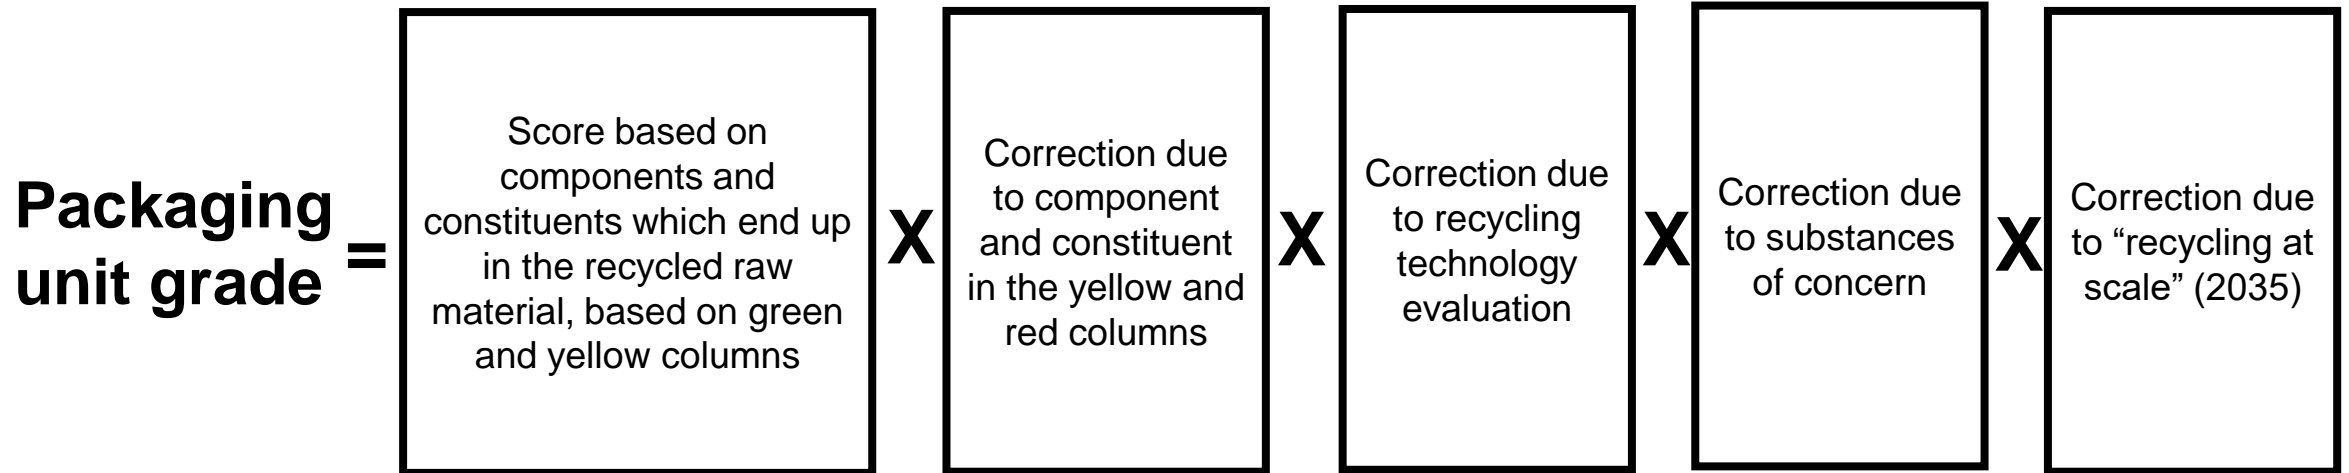 Packaging
unit grade
=
Score based on
components and
constituents which end up
in the recycled raw
material, based on green
and yellow columns
X
Correction due
to component
and constituent
in the yellow and
red columns
X
Correction due
to recycling
technology
evaluation
X
Correction due
to substances
of concern
X
Correction due
to “recycling at
scale” (2035)